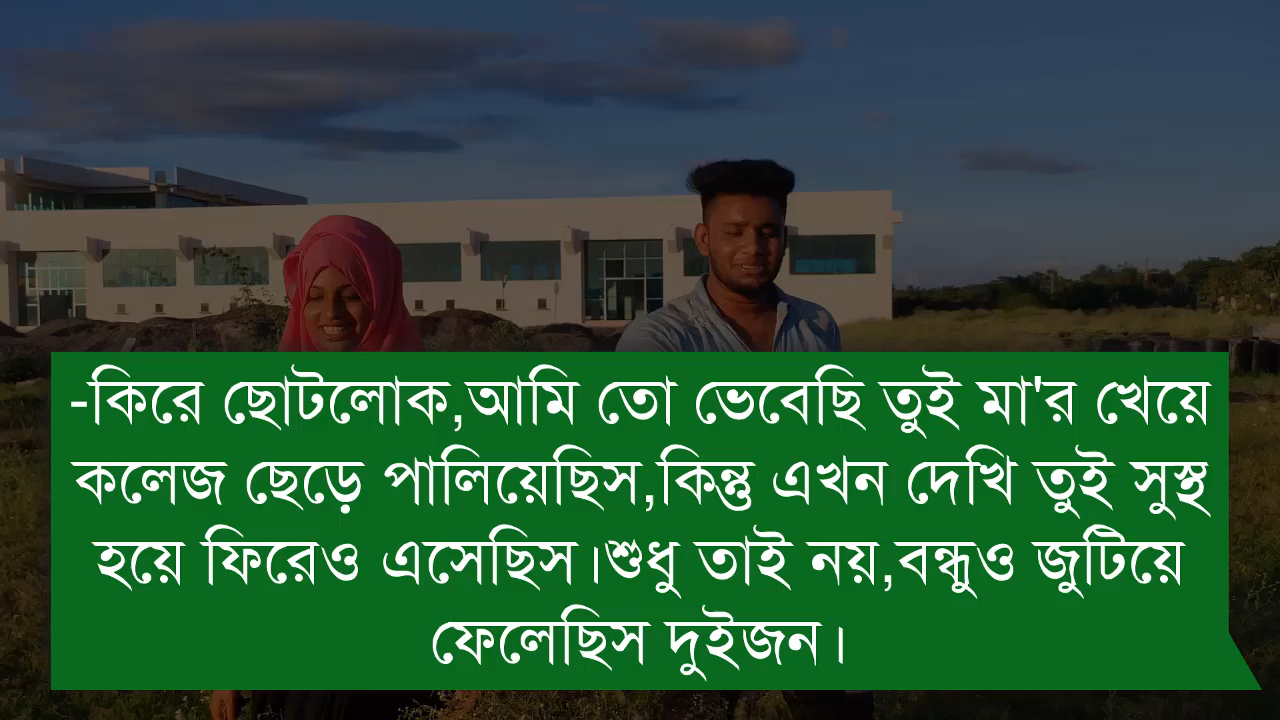 -কিরে ছোটলোক,আমি তো ভেবেছি তুই মা'র খেয়ে
কলেজ ছেড়ে পালিয়েছিস,কিন্তু এখন দেখি তুই সুস্থ
হয়ে ফিরেও এসেছিস।শুধু তাই নয়,বন্ধুও জুটিয়ে
ফেলেছিস দুইজন।